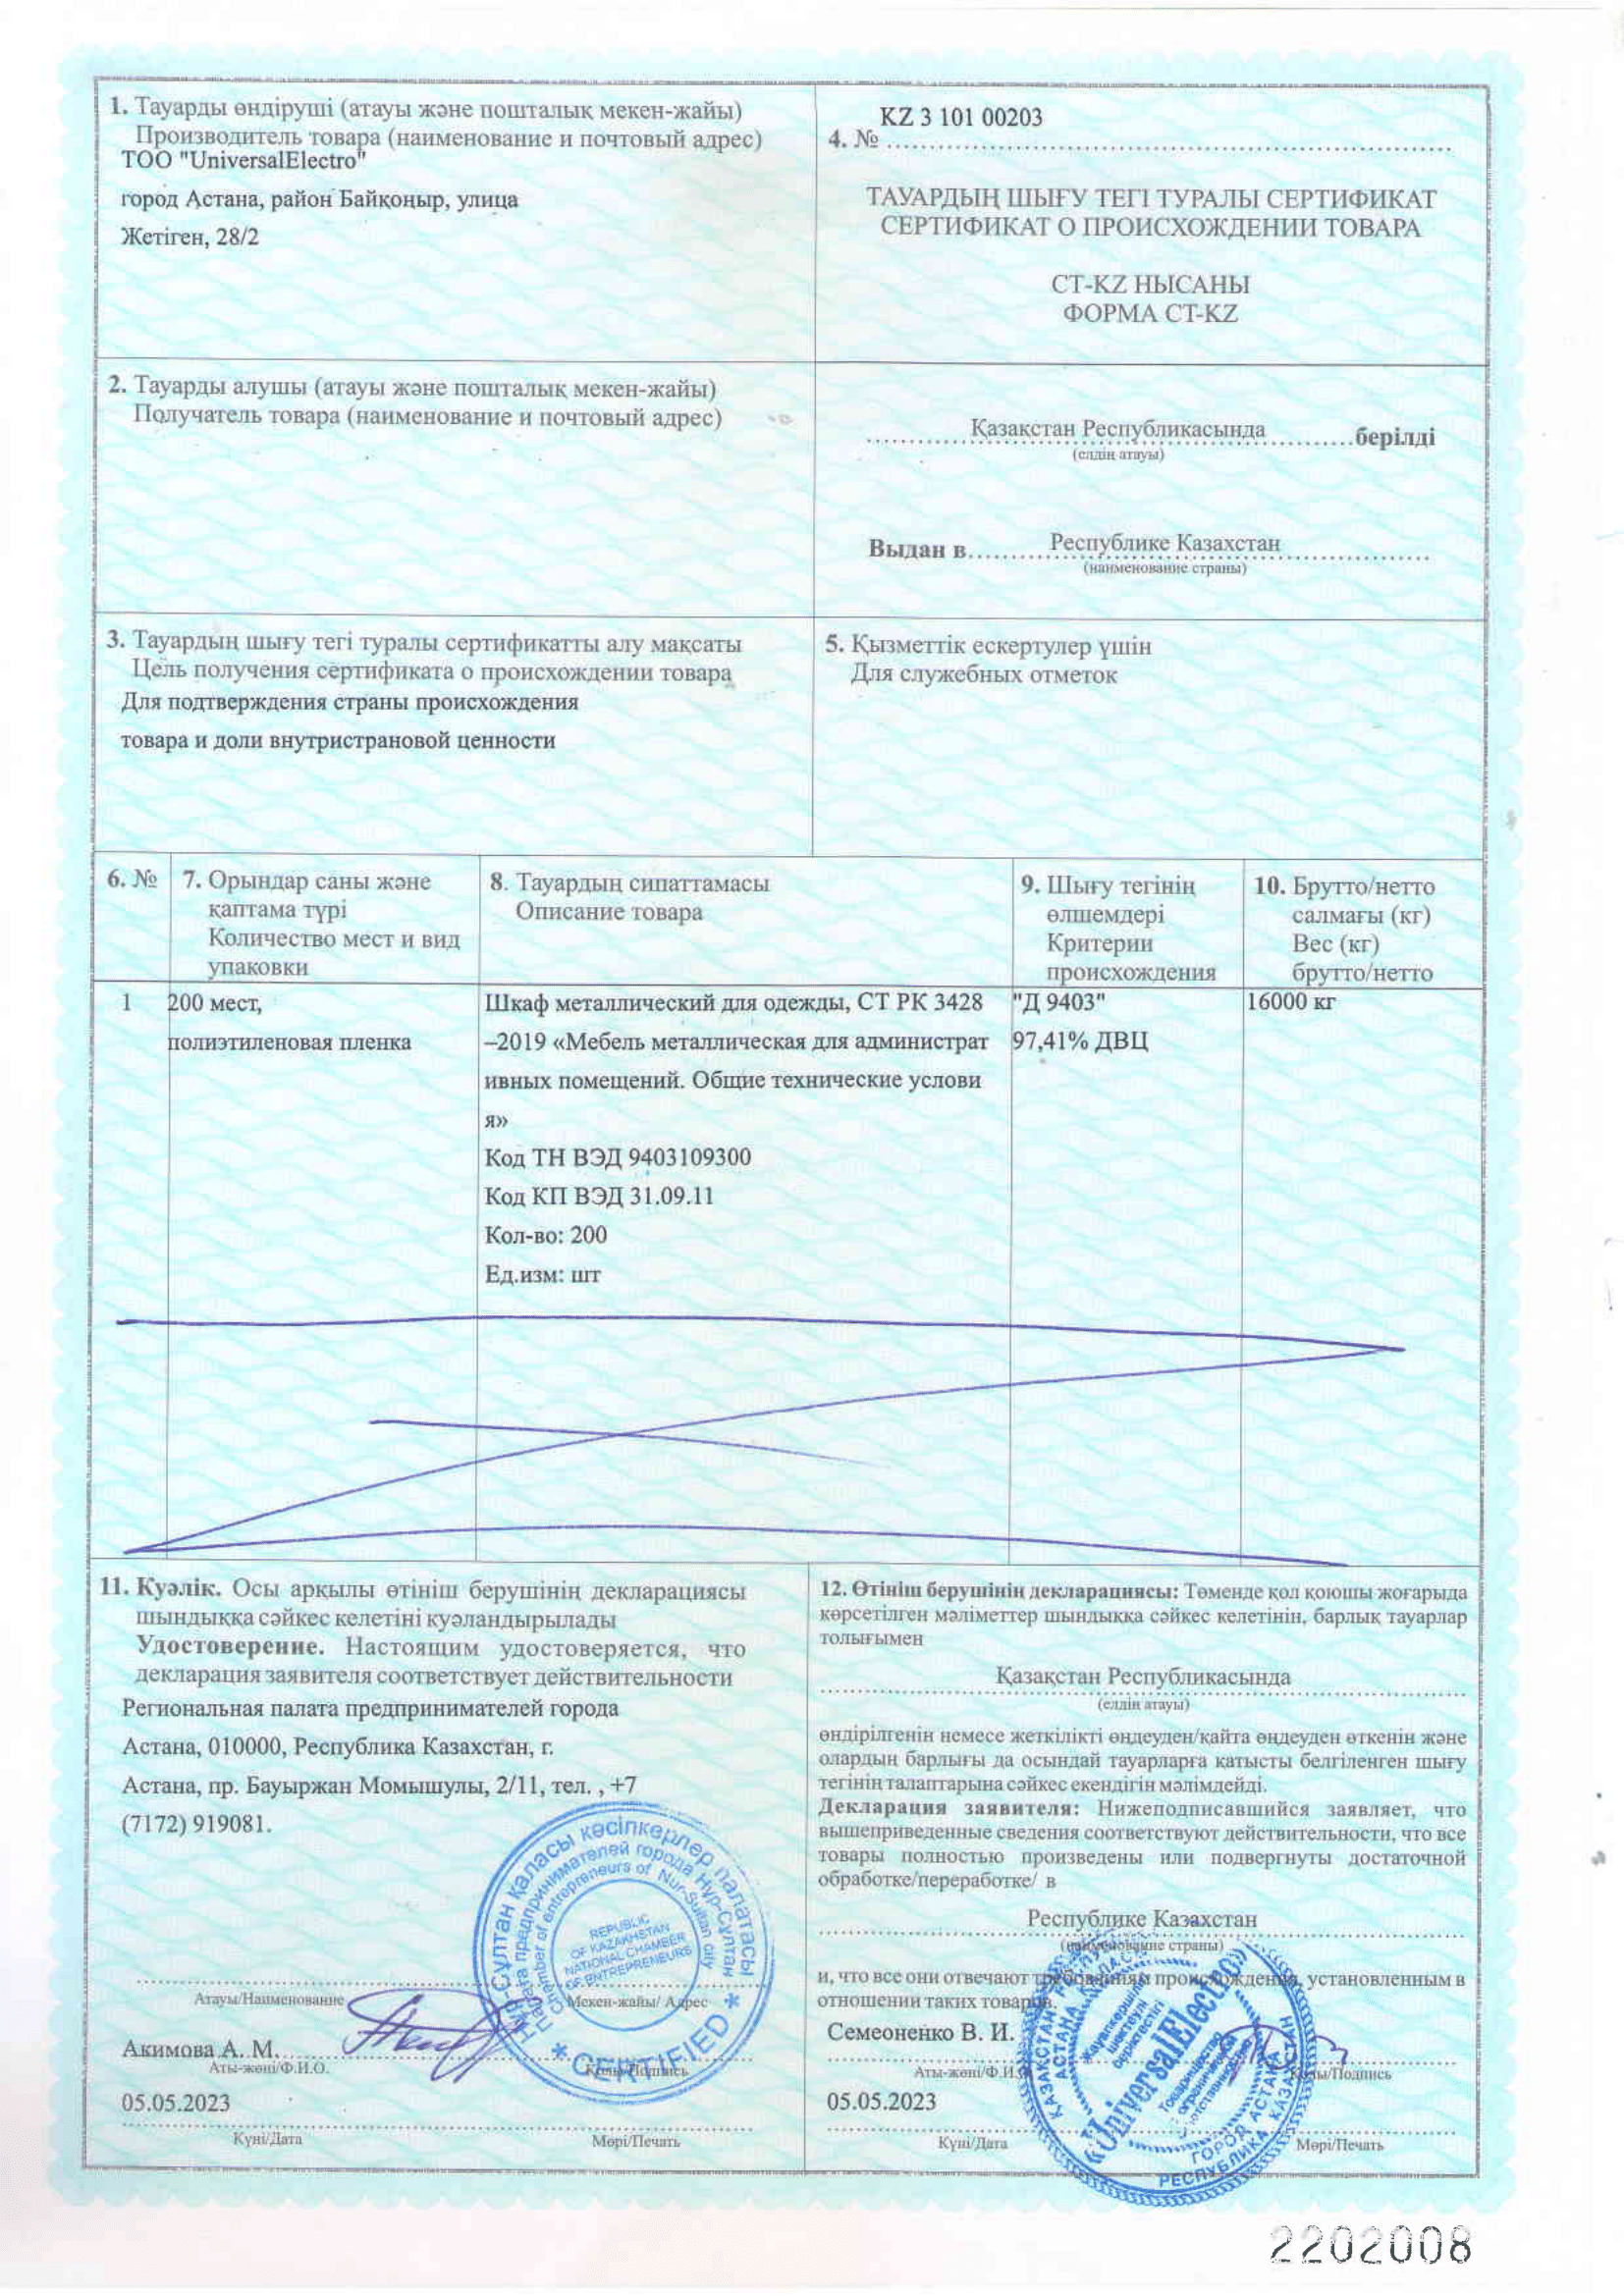 1. Тауарды өндіруші (атауы және пошталық мекен-жайы)
Производитель товара (наименование и почтовый адрес)
ТОО "UniversalElectro"
город Астана, район Байқоңыр, улица
Жетіген, 28/2
KZ 3 101 00203
4. №
ТАУАРДЫҢ ШЫҒУ ТЕГІ ТУРАЛЫ СЕРТИФИКАТ
СЕРТИФИКАТ О ПРОИСХОЖДЕНИИ ТОВАРА
СТ-KZ НЫСАНЫ
ФОРМА СТ-KZ
2. Тауарды алушы (атауы және пошталық мекен-жайы)
Получатель товара (наименование и почтовый адрес)
Қазақстан Республикасында берілді
(елдің атауы)
Выдан в Республике Казахстан
(наименование страны)
3. Тауардың шығу тегі туралы сертификатты алу мақсаты
Цель получения сертификата о происхождении товара
Для подтверждения страны происхождения
товара и доли внутристрановой ценности
5. Қызметтік ескертулер үшін
Для служебных отметок
6. №
7. Орындар саны және
қаптама түрі
Количество мест и вид
упаковки
8. Тауардың сипаттамасы
Описание товара
9. Шығу тегінің
өлшемдері
Критерии
происхождения
10. Брутто/нетто
салмағы (кг)
Вес (кг)
брутто/нетто
1
200 мест,
полиэтиленовая пленка
Шкаф металлический для одежды, СТ РК 3428
–2019 «Мебель металлическая для администрат
ивных помещений. Общие технические услови
я»
Код ТН ВЭД 9403109300
Код КП ВЭД 31.09.11
Кол-во: 200
Ед.изм: шт
"Д 9403"
97,41% ДВЦ
16000 кг
11. Куәлік. Осы арқылы өтініш берушінің декларациясы
шындыққа сәйкес келетіні куәландырылады
Удостоверение. Настоящим удостоверяется, что
декларация заявителя соответствует действительности
Региональная палата предпринимателей города
Астана, 010000, Республика Казахстан, г.
Астана, пр. Бауыржан Момышулы, 2/11, тел. , +7
(7172) 919081.
Нұр-Сұлтан қаласы кәсіпкерлер палатасы
Палата предпринимателей города Нур-Султан
Chamber of entrepreneurs of Nur-Sultan city
REPUBLIC
OF KAZAKHSTAN
NATIONAL CHAMBER
OF ENTREPRENEURS
* CERTIFIED *
Атауы/Наименование
Мекен-жайы/ Адрес
Акимова А. М.
Аты-жөні/Ф.И.О.
Қолы/Подпись
05.05.2023
Күні/Дата
Мөрі/Печать
12. Өтініш берушінің декларациясы: Төменде қол қоюшы жоғарыда
көрсетілген мәліметтер шындыққа сәйкес келетінін, барлық тауарлар
толығымен
Қазақстан Республикасында
(елдің атауы)
өндірілгенін немесе жеткілікті өңдеуден/қайта өңдеуден өткенін және
олардың барлығы да осындай тауарларға қатысты белгіленген шығу
тегінің талаптарына сәйкес екендігін мәлімдейді.
Декларация заявителя: Нижеподписавшийся заявляет, что
вышеприведенные сведения соответствуют действительности, что все
товары полностью произведены или подвергнуты достаточной
обработке/переработке/ в
Республике Казахстан
(наименование страны)
и, что все они отвечают требованиям происхождения, установленным в
отношении таких товаров.
Семеоненко В. И.
Аты-жөні/Ф.И.О.
Қолы/Подпись
05.05.2023
Күні/Дата
Мөрі/Печать
АСТАНА ҚАЛАСЫ
Жауапкершілігі
шектеулі
серіктестігі
«UniversalElectro»
Товарищество
с ограниченной
ответственностью
ГОРОД АСТАНА
РЕСПУБЛИКА КАЗАХСТАН
2202008